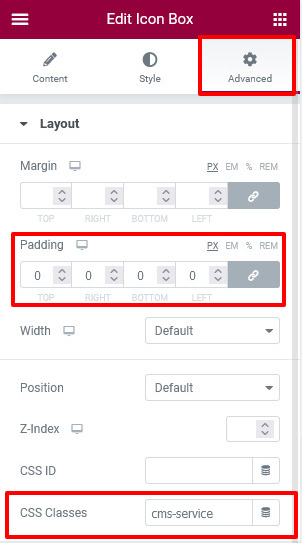 Edit Icon Box
Content Style Advanced
Layout
Margin PX EM % REM
TOP RIGHT BOTTOM LEFT
Padding PX EM % REM
0 0 0 0
TOP RIGHT BOTTOM LEFT
Width Default
Position Default
Z-Index
CSS ID
CSS Classes cms-service